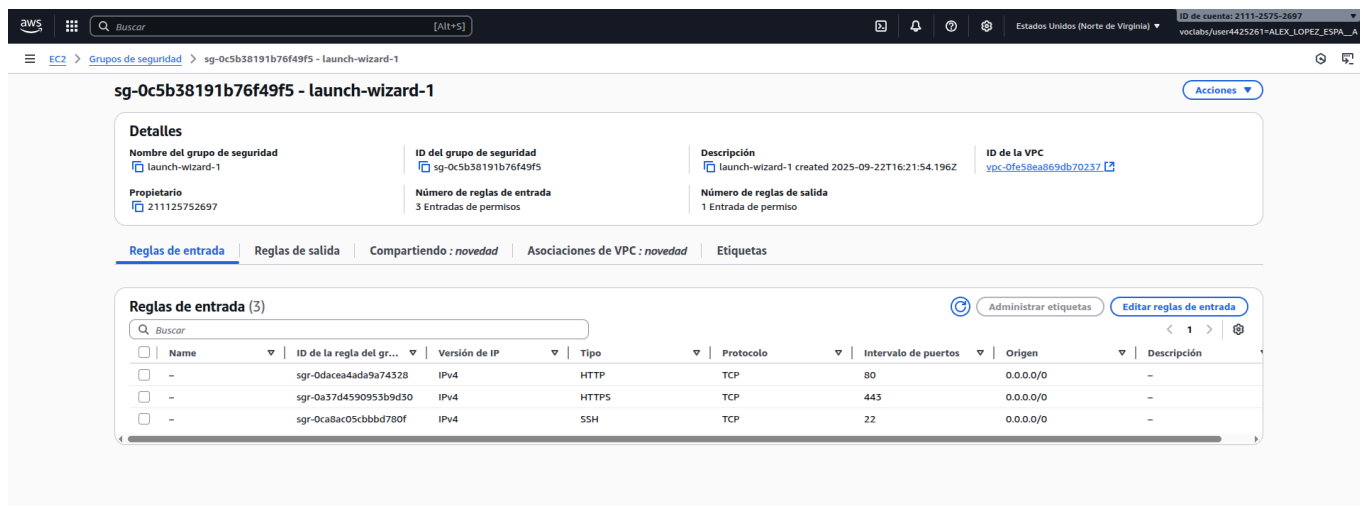 aws
Buscar [Alt+S] Estados Unidos (Norte de Virginia) ▼ ID de cuenta: 2111-2575-2697 ▼
voclabs/user4425261=ALEX_LOPEZ_ESPA__A
EC2 > Grupos de seguridad > sg-0c5b38191b76f49f5 - launch-wizard-1
sg-0c5b38191b76f49f5 - launch-wizard-1 Acciones ▼
Detalles
Nombre del grupo de seguridad ID del grupo de seguridad Descripción ID de la VPC
launch-wizard-1 sg-0c5b38191b76f49f5 launch-wizard-1 created 2025-09-22T16:21:54.196Z vpc-0fe58ea869db70237
Propietario Número de reglas de entrada Número de reglas de salida
211125752697 3 Entradas de permisos 1 Entrada de permiso
Reglas de entrada Reglas de salida Compartiendo : novedad Asociaciones de VPC : novedad Etiquetas
Reglas de entrada (3) Administrar etiquetas Editar reglas de entrada
Buscar < 1 >
Name ID de la regla del gr... Versión de IP Tipo Protocolo Intervalo de puertos Origen Descripción
– sgr-0dacea4ada9a74328 IPv4 HTTP TCP 80 0.0.0.0/0 –
– sgr-0a37d4590953b9d30 IPv4 HTTPS TCP 443 0.0.0.0/0 –
– sgr-0ca8ac05cbbbd780f IPv4 SSH TCP 22 0.0.0.0/0 –